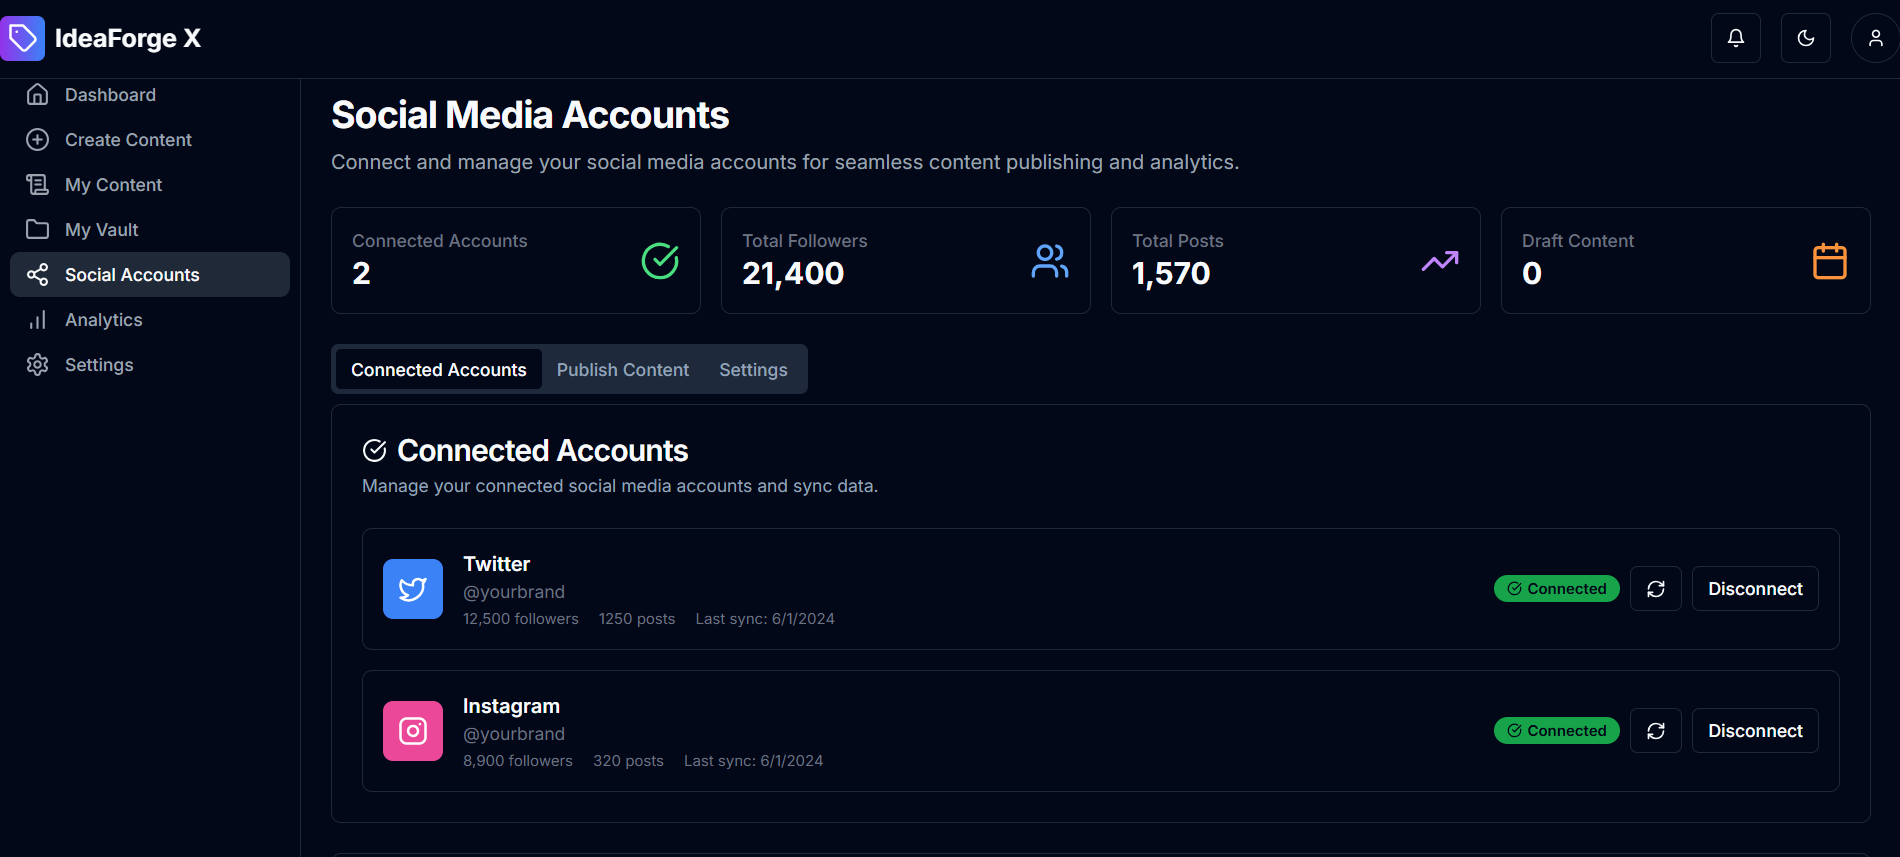 IdeaForge X
Dashboard
Create Content
My Content
My Vault
Social Accounts
Analytics
Settings
Social Media Accounts
Connect and manage your social media accounts for seamless content publishing and analytics.
Connected Accounts
2
Total Followers
21,400
Total Posts
1,570
Draft Content
0
Connected Accounts Publish Content Settings
Connected Accounts
Manage your connected social media accounts and sync data.
Twitter
@yourbrand
12,500 followers 1250 posts Last sync: 6/1/2024
Connected Disconnect
Instagram
@yourbrand
8,900 followers 320 posts Last sync: 6/1/2024
Connected Disconnect